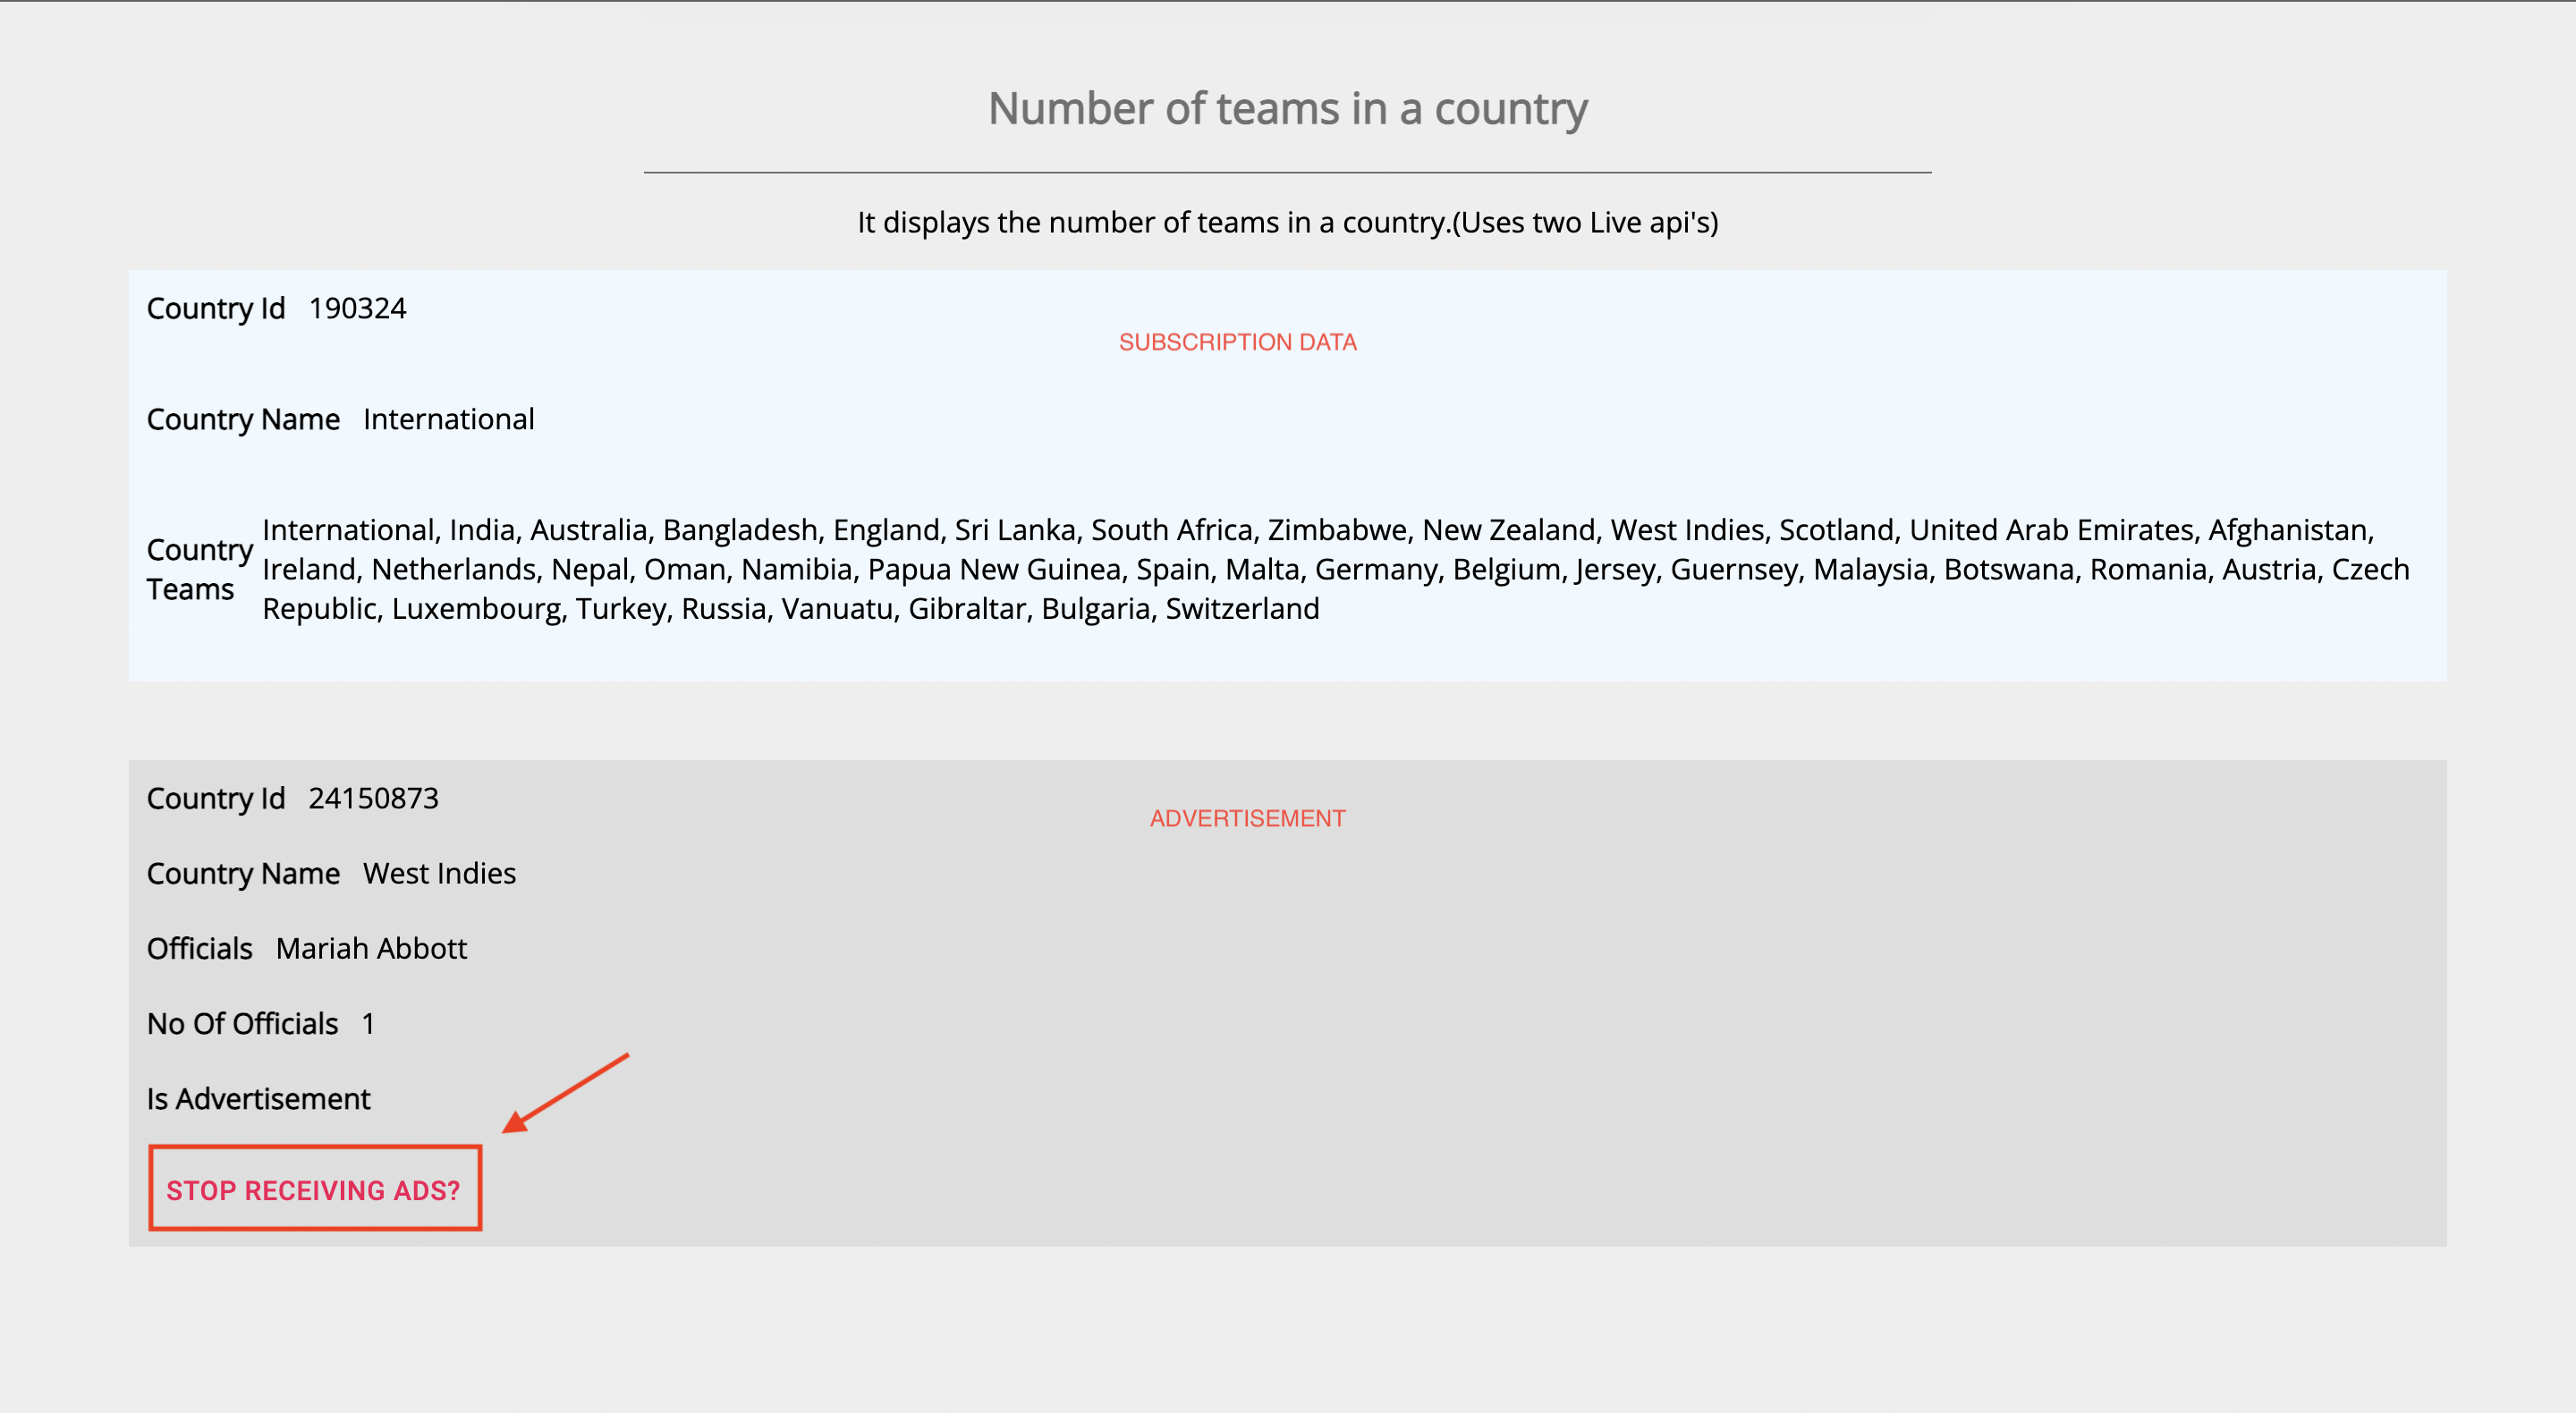 Number of teams in a country
It displays the number of teams in a country.(Uses two Live api's)
Country Id 190324
SUBSCRIPTION DATA
Country Name International
Country Teams
International, India, Australia, Bangladesh, England, Sri Lanka, South Africa, Zimbabwe, New Zealand, West Indies, Scotland, United Arab Emirates, Afghanistan,
Ireland, Netherlands, Nepal, Oman, Namibia, Papua New Guinea, Spain, Malta, Germany, Belgium, Jersey, Guernsey, Malaysia, Botswana, Romania, Austria, Czech
Republic, Luxembourg, Turkey, Russia, Vanuatu, Gibraltar, Bulgaria, Switzerland
Country Id 24150873
ADVERTISEMENT
Country Name West Indies
Officials Mariah Abbott
No Of Officials 1
Is Advertisement
STOP RECEIVING ADS?